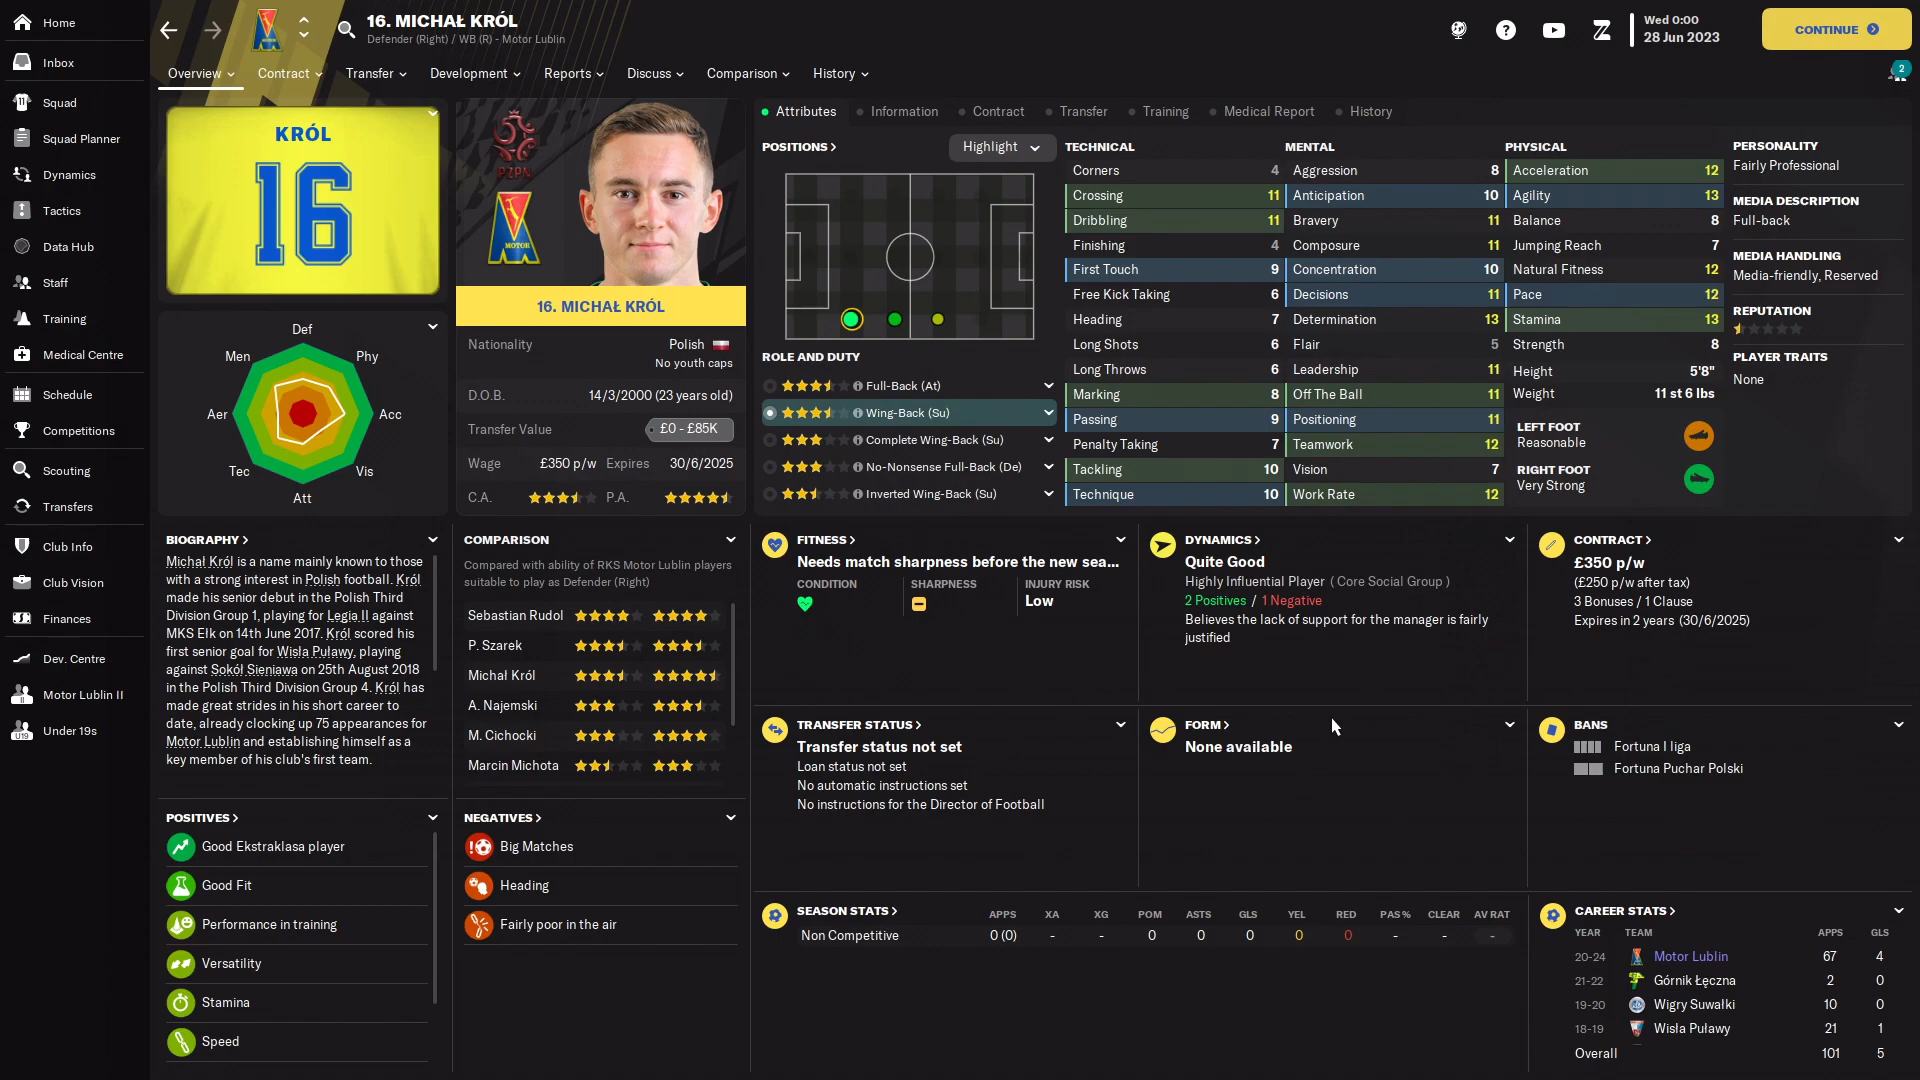 Home
Inbox
Squad
Squad Planner
Dynamics
Tactics
Data Hub
Staff
Training
Medical Centre
Schedule
Competitions
Scouting
Transfers
Club Info
Club Vision
Finances
Dev. Centre
Motor Lublin II
Under 19s
16. MICHAŁ KRÓL
Defender (Right) / WB (R) - Motor Lublin
Wed 0:00
28 Jun 2023
CONTINUE
2
Overview
Contract
Transfer
Development
Reports
Discuss
Comparison
History
KRÓL
16
Def
Phy
Acc
Vis
Att
Tec
Aer
Men
PZPN
MOTOR
16. MICHAŁ KRÓL
Nationality Polish
No youth caps
D.O.B. 14/3/2000 (23 years old)
Transfer Value £0 - £85K
Wage £350 p/w Expires 30/6/2025
C.A. P.A.
Attributes
Information
Contract
Transfer
Training
Medical Report
History
POSITIONS
Highlight
ROLE AND DUTY
Full-Back (At)
Wing-Back (Su)
Complete Wing-Back (Su)
No-Nonsense Full-Back (De)
Inverted Wing-Back (Su)
TECHNICAL
Corners 4
Crossing 11
Dribbling 11
Finishing 4
First Touch 9
Free Kick Taking 6
Heading 7
Long Shots 6
Long Throws 6
Marking 8
Passing 9
Penalty Taking 7
Tackling 10
Technique 10
MENTAL
Aggression 8
Anticipation 10
Bravery 11
Composure 11
Concentration 10
Decisions 11
Determination 13
Flair 5
Leadership 11
Off The Ball 11
Positioning 11
Teamwork 12
Vision 7
Work Rate 12
PHYSICAL
Acceleration 12
Agility 13
Balance 8
Jumping Reach 7
Natural Fitness 12
Pace 12
Stamina 13
Strength 8
Height 5'8"
Weight 11 st 6 lbs
LEFT FOOT
Reasonable
RIGHT FOOT
Very Strong
PERSONALITY
Fairly Professional
MEDIA DESCRIPTION
Full-back
MEDIA HANDLING
Media-friendly, Reserved
REPUTATION
PLAYER TRAITS
None
BIOGRAPHY
Michał Król is a name mainly known to those
with a strong interest in Polish football. Król
made his senior debut in the Polish Third
Division Group 1, playing for Legia II against
MKS Ełk on 14th June 2017. Król scored his
first senior goal for Wisła Puławy, playing
against Sokół Sieniawa on 25th August 2018
in the Polish Third Division Group 4. Król has
made great strides in his short career to
date, already clocking up 75 appearances for
Motor Lublin and establishing himself as a
key member of his club's first team.
COMPARISON
Compared with ability of RKS Motor Lublin players
suitable to play as Defender (Right)
Sebastian Rudol
P. Szarek
Michał Król
A. Najemski
M. Cichocki
Marcin Michota
POSITIVES
Good Ekstraklasa player
Good Fit
Performance in training
Versatility
Stamina
Speed
NEGATIVES
Big Matches
Heading
Fairly poor in the air
FITNESS
Needs match sharpness before the new sea...
CONDITION
SHARPNESS
INJURY RISK
Low
DYNAMICS
Quite Good
Highly Influential Player ( Core Social Group )
2 Positives / 1 Negative
Believes the lack of support for the manager is fairly
justified
CONTRACT
£350 p/w
(£250 p/w after tax)
3 Bonuses / 1 Clause
Expires in 2 years (30/6/2025)
TRANSFER STATUS
Transfer status not set
Loan status not set
No automatic instructions set
No instructions for the Director of Football
FORM
None available
BANS
Fortuna I liga
Fortuna Puchar Polski
SEASON STATS APPS XA XG POM ASTS GLS YEL RED PAS % CLEAR AV RAT
Non Competitive 0 (0) - - 0 0 0 0 0 - - -
CAREER STATS
YEAR TEAM APPS GLS
20-24 Motor Lublin 67 4
21-22 Górnik Łęczna 2 0
19-20 Wigry Suwałki 10 0
18-19 Wisła Puławy 21 1
Overall 101 5